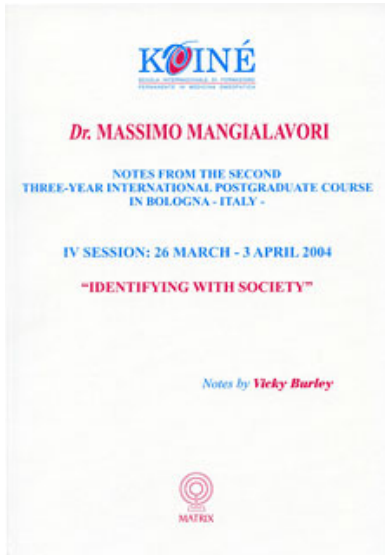 KOINÉ
SCUOLA INTERNAZIONALE DI FORMAZIONE
PERMANENTE IN MEDICINA OMEOPATICA
Dr. MASSIMO MANGIALAVORI
NOTES FROM THE SECOND
THREE-YEAR INTERNATIONAL POSTGRADUATE COURSE
IN BOLOGNA - ITALY -
IV SESSION: 26 MARCH - 3 APRIL 2004
“IDENTIFYING WITH SOCIETY”
Notes by Vicky Burley
MATRIX